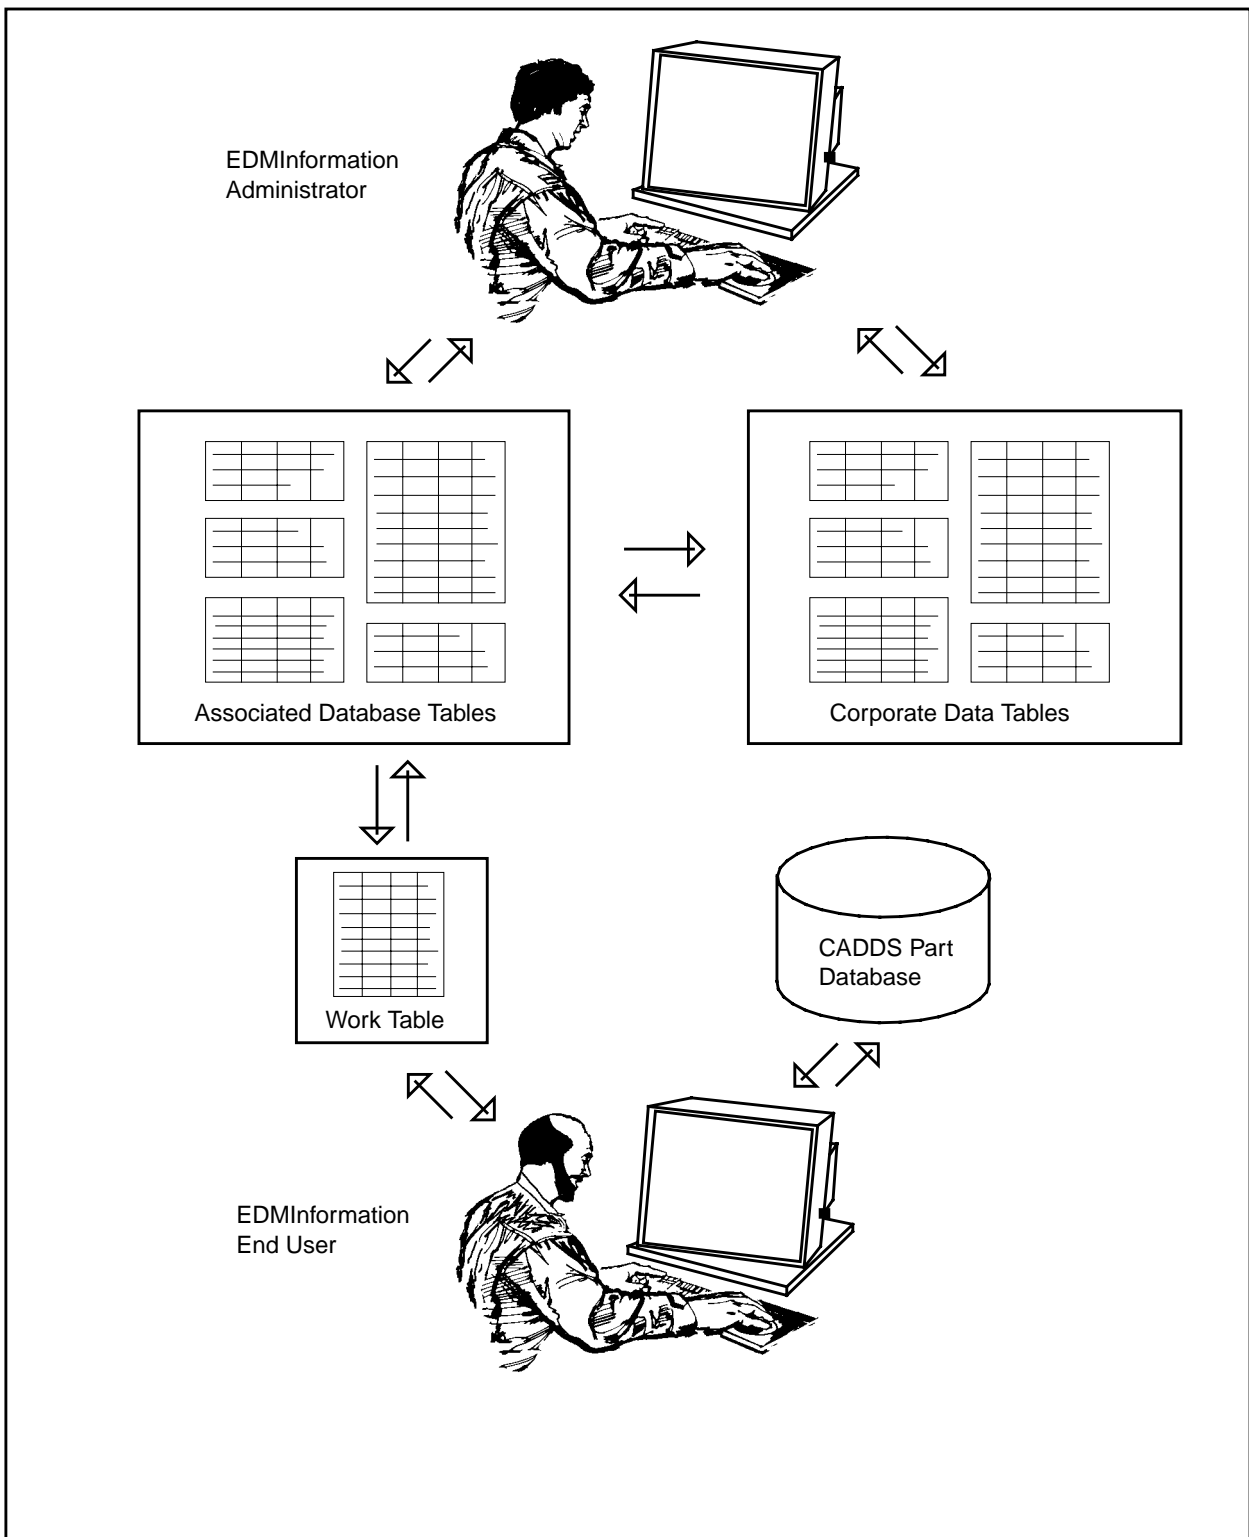 EDMInformation
Administrator
Associated Database Tables
Corporate Data Tables
CADDS Part
Database
Work Table
EDMInformation
End User